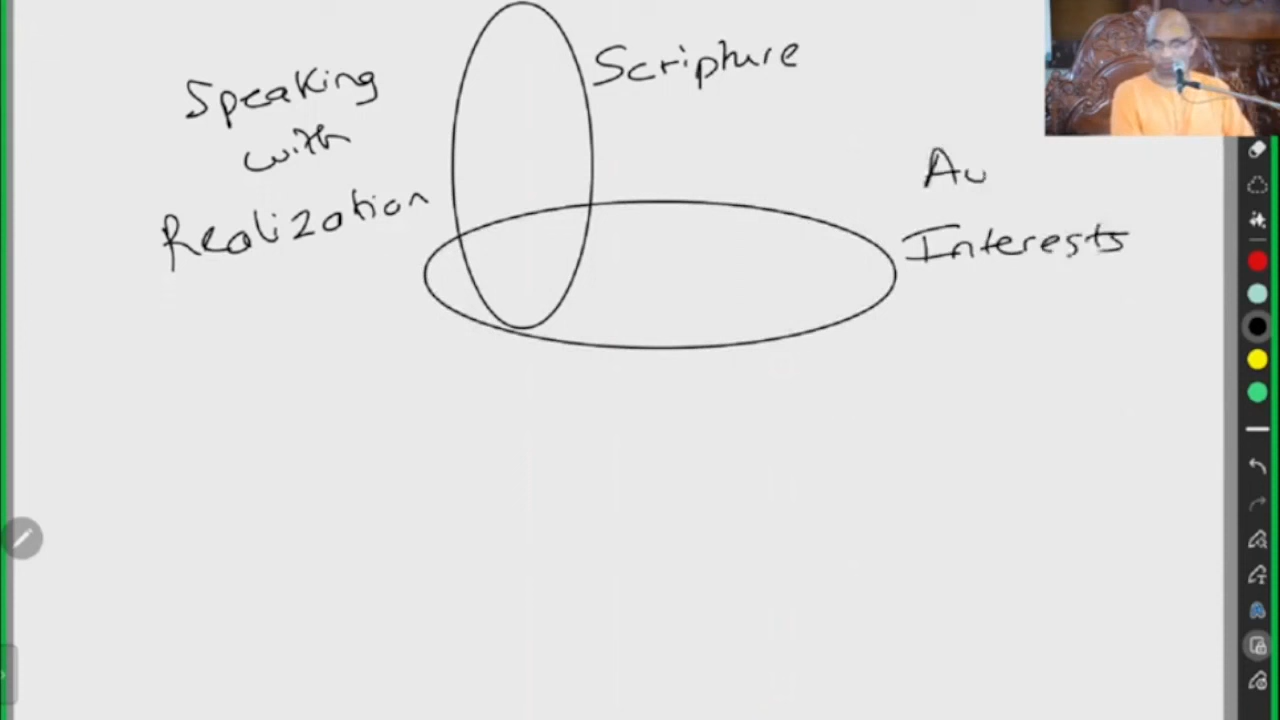 Speaking
with
Realization
Scripture
Au
Interests